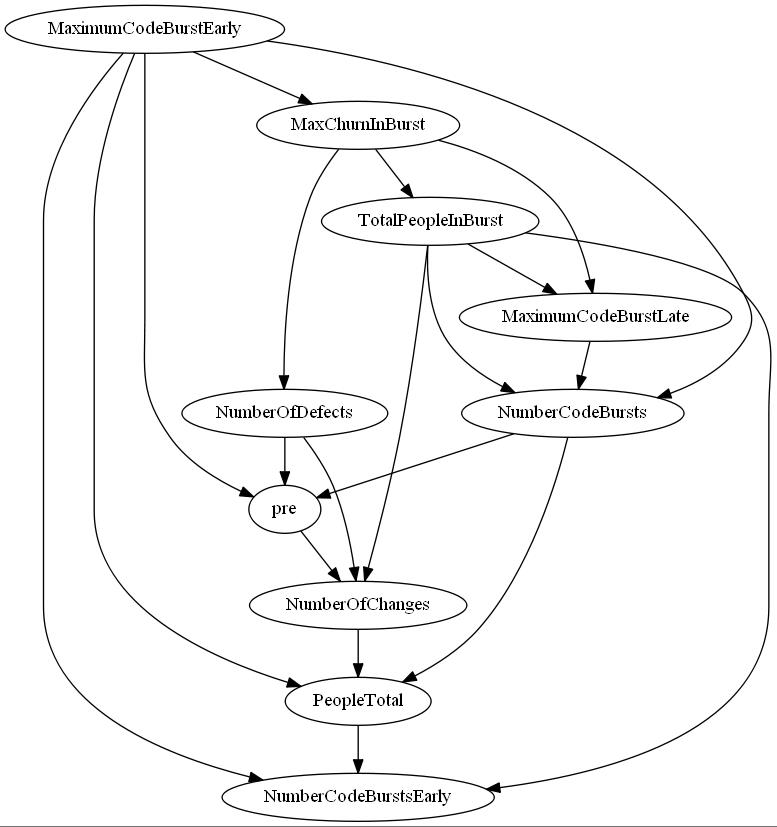 MaximumCodeBurstEarly
MaxChurnInBurst
TotalPeopleInBurst
MaximumCodeBurstLate
NumberOfDefects
NumberCodeBursts
pre
NumberOfChanges
PeopleTotal
NumberCodeBurstsEarly